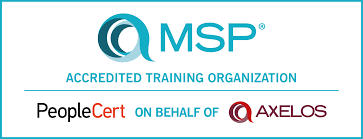 MSP®
ACCREDITED TRAINING ORGANIZATION
PeopleCert ON BEHALF OF AXELOS